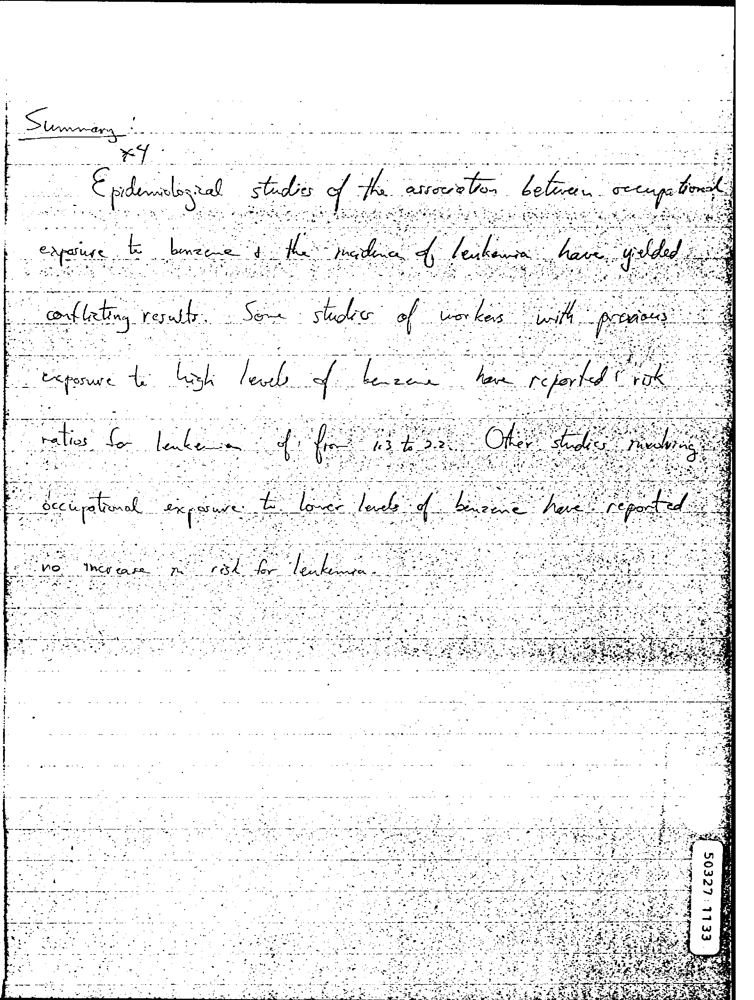 Summary:
*4
Epidemiological studies of the association between occupational
exposure to benzene & the incidence of leukemia have yielded
conflicting results. Some studies of workers with previous
exposure to high levels of benzene have reported risk
ratios for leukemia of from 1.3 to 2.2. Other studies involving
occupational exposure to lower levels of benzene have reported
no increase in risk for leukemia.
50327 1133